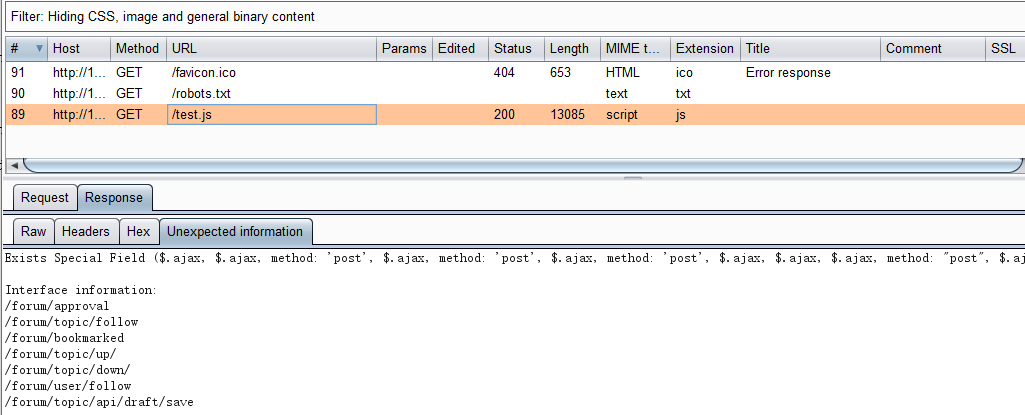 Filter: Hiding CSS, image and general binary content
# Host Method URL Params Edited Status Length MIME t... Extension Title Comment SSL
91 http://1... GET /favicon.ico 404 653 HTML ico Error response
90 http://1... GET /robots.txt text txt
89 http://1... GET /test.js 200 13085 script js
Request Response
Raw Headers Hex Unexpected information
Exists Special Field ($.ajax, $.ajax, method: 'post', $.ajax, method: 'post', $.ajax, method: 'post', $.ajax, $.ajax, $.ajax, method: "post", $.aj
Interface information:
/forum/approval
/forum/topic/follow
/forum/bookmarked
/forum/topic/up/
/forum/topic/down/
/forum/user/follow
/forum/topic/api/draft/save